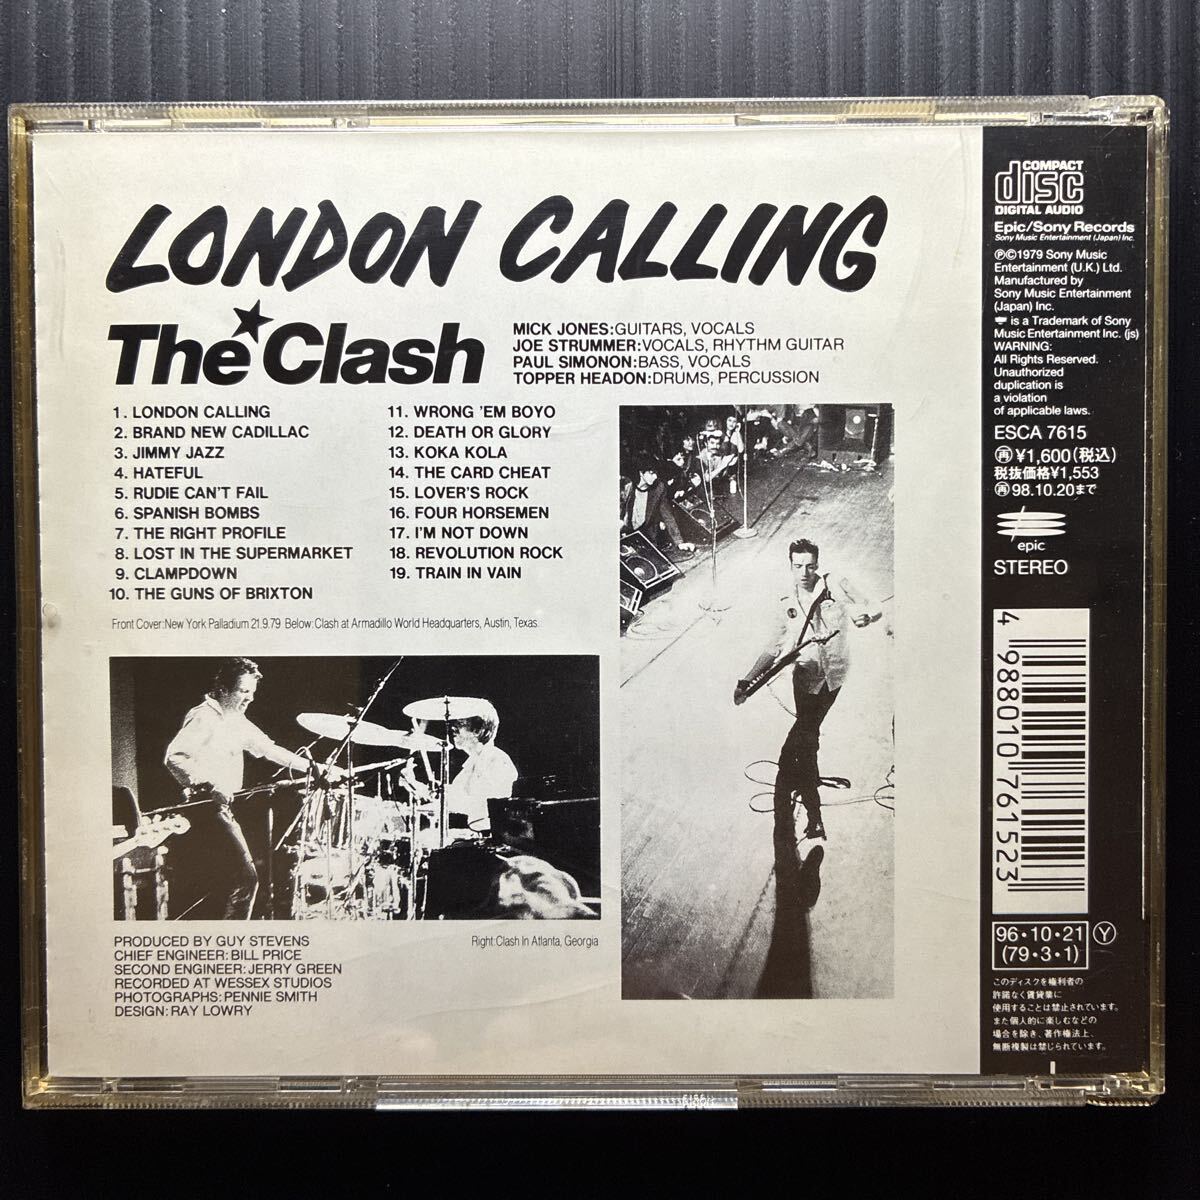 LONDON CALLING
The Clash
MICK JONES:GUITARS, VOCALS
JOE STRUMMER:VOCALS, RHYTHM GUITAR
PAUL SIMONON:BASS, VOCALS
TOPPER HEADON:DRUMS, PERCUSSION
1. LONDON CALLING
2. BRAND NEW CADILLAC
3. JIMMY JAZZ
4. HATEFUL
5. RUDIE CAN'T FAIL
6. SPANISH BOMBS
7. THE RIGHT PROFILE
8. LOST IN THE SUPERMARKET
9. CLAMPDOWN
10. THE GUNS OF BRIXTON
11. WRONG 'EM BOYO
12. DEATH OR GLORY
13. KOKA KOLA
14. THE CARD CHEAT
15. LOVER'S ROCK
16. FOUR HORSEMEN
17. I'M NOT DOWN
18. REVOLUTION ROCK
19. TRAIN IN VAIN
Front Cover:New York Palladium 21.9.79 Below:Clash at Armadillo World Headquarters, Austin, Texas.
PRODUCED BY GUY STEVENS
CHIEF ENGINEER:BILL PRICE
SECOND ENGINEER:JERRY GREEN
RECORDED AT WESSEX STUDIOS
PHOTOGRAPHS:PENNIE SMITH
DESIGN:RAY LOWRY
Right:Clash In Atlanta, Georgia
COMPACT
disc
DIGITAL AUDIO
Epic/Sony Records
Sony Music Entertainment (Japan) Inc.
℗©1979 Sony Music
Entertainment (U.K.) Ltd.
Manufactured by
Sony Music Entertainment
(Japan) Inc.
is a Trademark of Sony
Music Entertainment Inc. (js)
WARNING:
All Rights Reserved.
Unauthorized
duplication is
a violation
of applicable laws.
ESCA 7615
再¥1,600(税込)
税抜価格¥1,553
再98.10.20まで
epic
STEREO
4 988010 761523
96・10・21
(79・3・1)
Y
このディスクを権利者の
許諾なく賃貸業に
使用することは禁止されています。
また個人的に楽しむなどの
場合を除き、著作権法上、
無断複製は禁じられています。